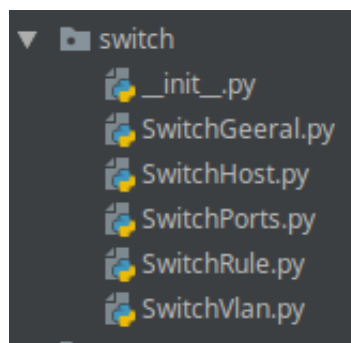 switch
__init__.py
SwitchGeeral.py
SwitchHost.py
SwitchPorts.py
SwitchRule.py
SwitchVlan.py